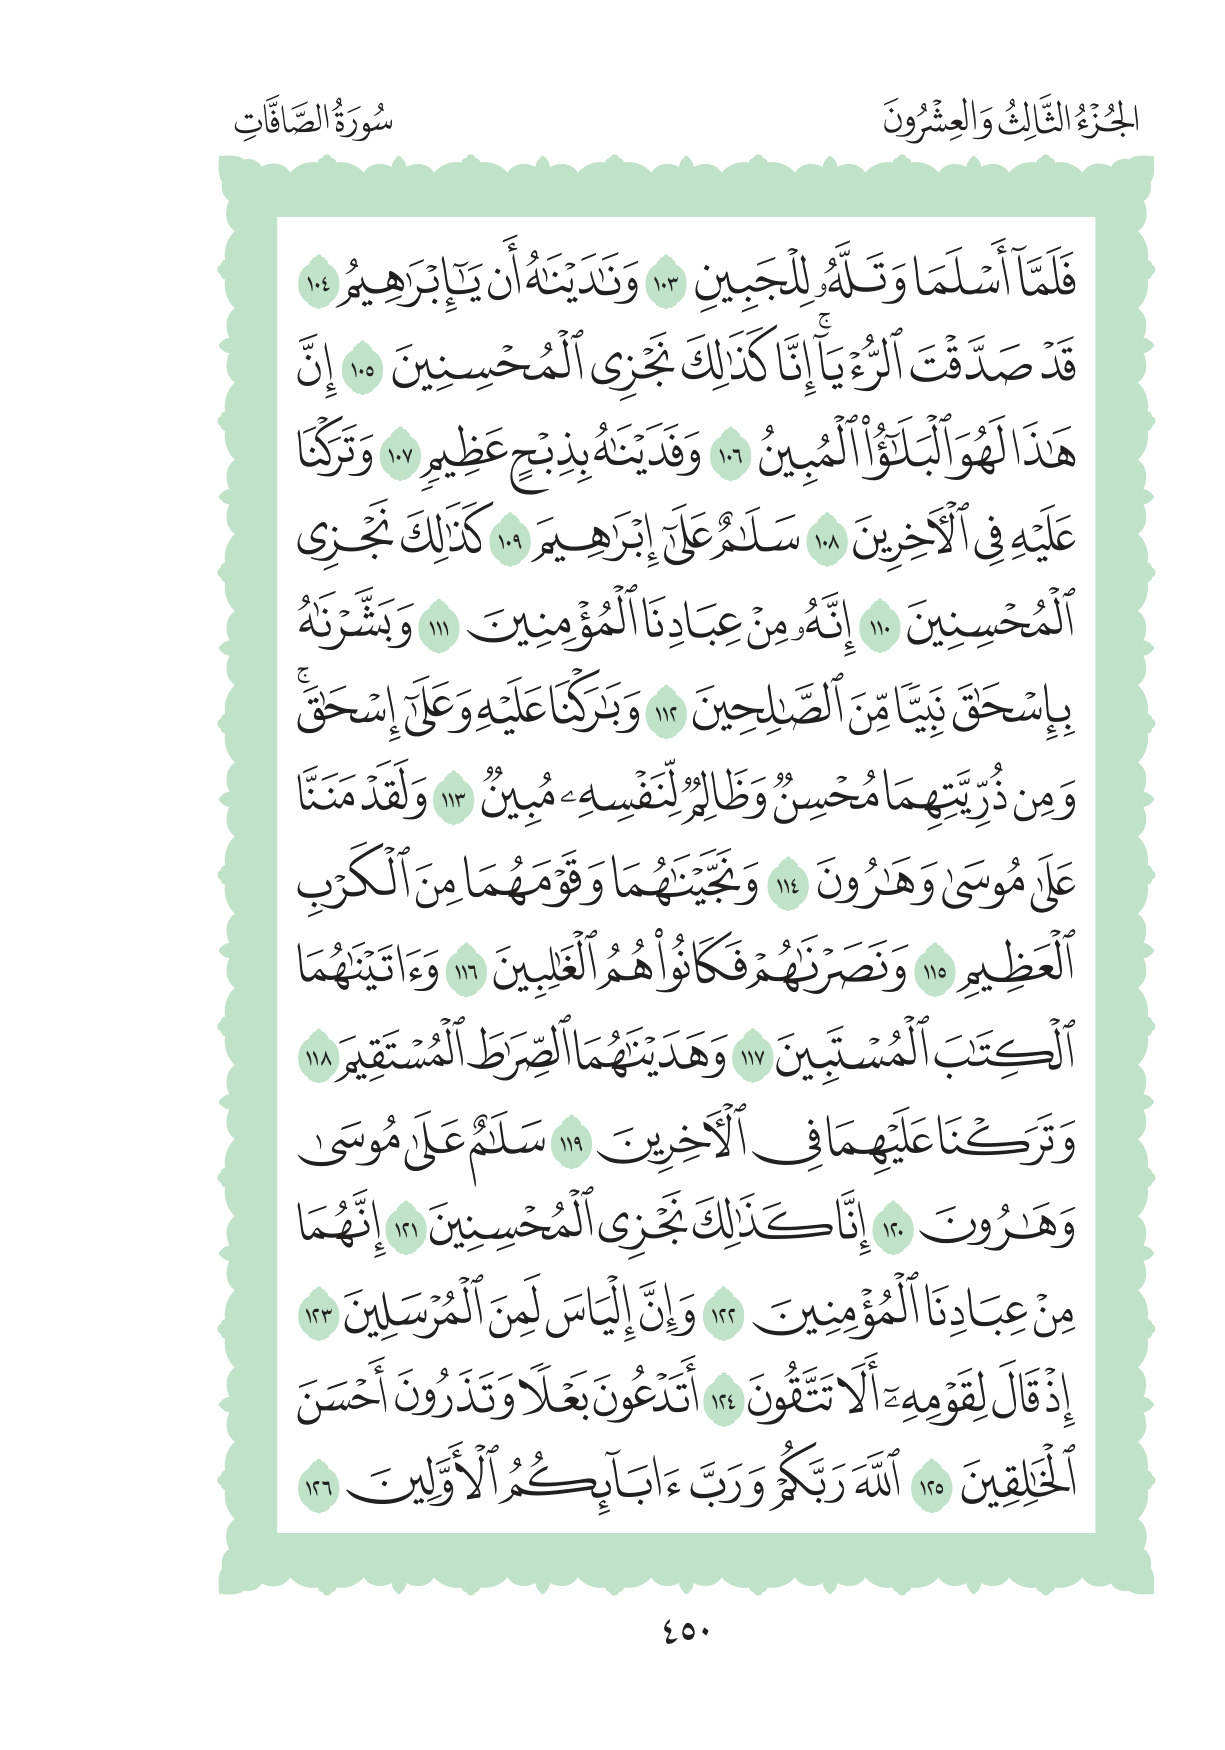 الجُزْءُ الثَّالِثُ وَالعِشْرُونَ
سُورَةُ الصَّافَّاتِ
فَلَمَّآ أَسْلَمَا وَتَلَّهُۥ لِلْجَبِينِ ١٠٣ وَنَٰدَيْنَٰهُ أَن يَٰٓإِبْرَٰهِيمُ ١٠٤
قَدْ صَدَّقْتَ ٱلرُّءْيَآۚ إِنَّا كَذَٰلِكَ نَجْزِى ٱلْمُحْسِنِينَ ١٠٥ إِنَّ
هَٰذَا لَهُوَ ٱلْبَلَٰٓؤُا۟ ٱلْمُبِينُ ١٠٦ وَفَدَيْنَٰهُ بِذِبْحٍ عَظِيمٍ ١٠٧ وَتَرَكْنَا
عَلَيْهِ فِى ٱلْـَٔاخِرِينَ ١٠٨ سَلَٰمٌ عَلَىٰٓ إِبْرَٰهِيمَ ١٠٩ كَذَٰلِكَ نَجْزِى
ٱلْمُحْسِنِينَ ١١٠ إِنَّهُۥ مِنْ عِبَادِنَا ٱلْمُؤْمِنِينَ ١١١ وَبَشَّرْنَٰهُ
بِإِسْحَٰقَ نَبِيًّا مِّنَ ٱلصَّٰلِحِينَ ١١٢ وَبَٰرَكْنَا عَلَيْهِ وَعَلَىٰٓ إِسْحَٰقَۚ
وَمِن ذُرِّيَّتِهِمَا مُحْسِنٌ وَظَالِمٌ لِّنَفْسِهِۦ مُبِينٌ ١١٣ وَلَقَدْ مَنَنَّا
عَلَىٰ مُوسَىٰ وَهَٰرُونَ ١١٤ وَنَجَّيْنَٰهُمَا وَقَوْمَهُمَا مِنَ ٱلْكَرْبِ
ٱلْعَظِيمِ ١١٥ وَنَصَرْنَٰهُمْ فَكَانُوا۟ هُمُ ٱلْغَٰلِبِينَ ١١٦ وَءَاتَيْنَٰهُمَا
ٱلْكِتَٰبَ ٱلْمُسْتَبِينَ ١١٧ وَهَدَيْنَٰهُمَا ٱلصِّرَٰطَ ٱلْمُسْتَقِيمَ ١١٨
وَتَرَكْنَا عَلَيْهِمَا فِى ٱلْـَٔاخِرِينَ ١١٩ سَلَٰمٌ عَلَىٰ مُوسَىٰ
وَهَٰرُونَ ١٢٠ إِنَّا كَذَٰلِكَ نَجْزِى ٱلْمُحْسِنِينَ ١٢١ إِنَّهُمَا
مِنْ عِبَادِنَا ٱلْمُؤْمِنِينَ ١٢٢ وَإِنَّ إِلْيَاسَ لَمِنَ ٱلْمُرْسَلِينَ ١٢٣
إِذْ قَالَ لِقَوْمِهِۦٓ أَلَا تَتَّقُونَ ١٢٤ أَتَدْعُونَ بَعْلًا وَتَذَرُونَ أَحْسَنَ
ٱلْخَٰلِقِينَ ١٢٥ ٱللَّهَ رَبَّكُمْ وَرَبَّ ءَابَآئِكُمُ ٱلْأَوَّلِينَ ١٢٦
٤٥٠